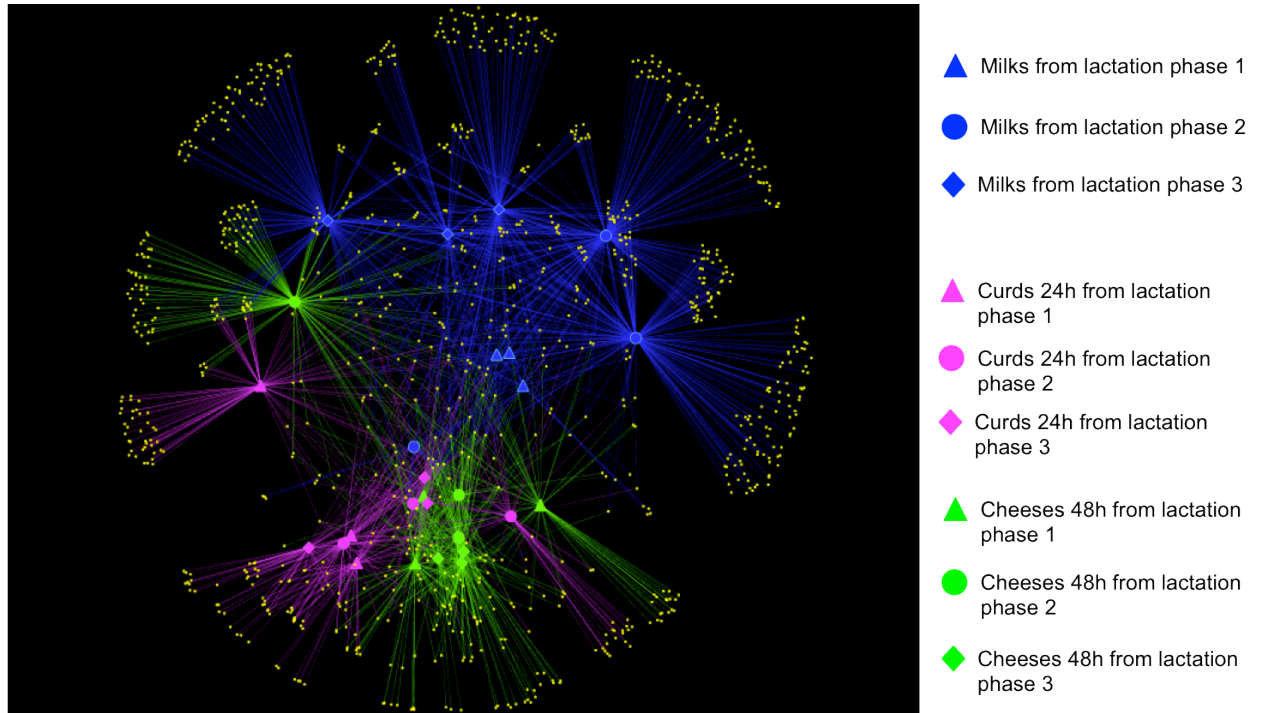 Milks from lactation phase 1
Milks from lactation phase 2
Milks from lactation phase 3
Curds 24h from lactation
phase 1
Curds 24h from lactation
phase 2
Curds 24h from lactation
phase 3
Cheeses 48h from lactation
phase 1
Cheeses 48h from lactation
phase 2
Cheeses 48h from lactation
phase 3